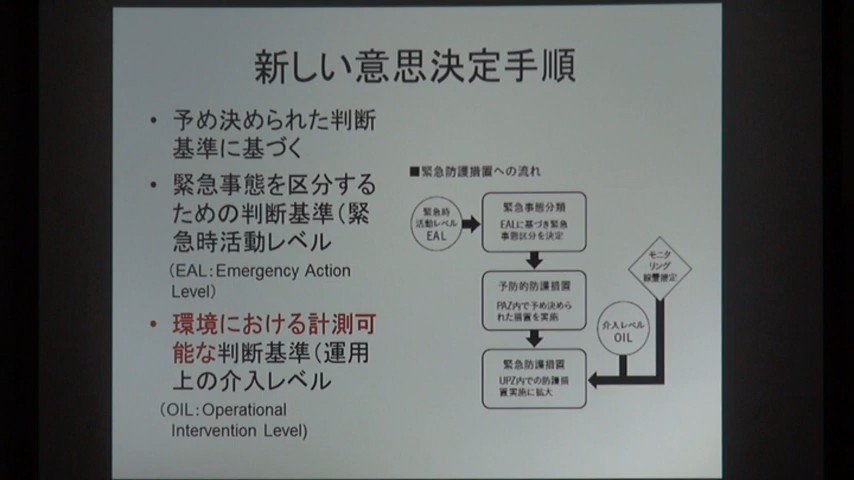 新しい意思決定手順
• 予め決められた判断
基準に基づく
• 緊急事態を区分する
ための判断基準(緊
急時活動レベル
(EAL:Emergency Action
Level)
• 環境における計測可
能な判断基準(運用
上の介入レベル
(OIL:Operational
Intervention Level)
■緊急防護措置への流れ
緊急時
活動レベル
EAL
緊急事態分類
EALに基づき緊急
事態区分を決定
予防的防護措置
PAZ内で予め決めら
れた措置を実施
モニタ
リング
線量推定
介入レベル
OIL
緊急防護措置
UPZ内での防護措
置実施に拡大